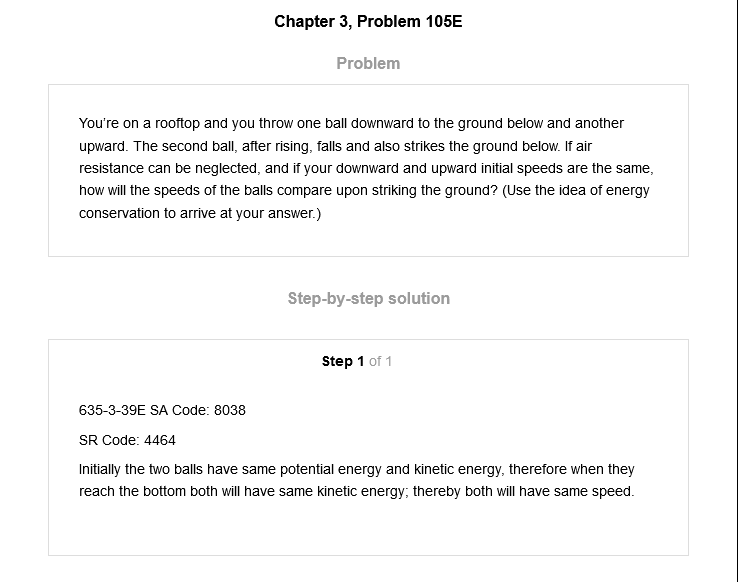 Chapter 3, Problem 105E
Problem
You're on a rooftop and you throw one ball downward to the ground below and another
upward. The second ball, after rising, falls and also strikes the ground below. If air
resistance can be neglected, and if your downward and upward initial speeds are the same,
how will the speeds of the balls compare upon striking the ground? (Use the idea of energy
conservation to arrive at your answer.)
Step-by-step solution
Step 1 of 1
635-3-39E SA Code: 8038
SR Code: 4464
Initially the two balls have same potential energy and kinetic energy, therefore when they
reach the bottom both will have same kinetic energy; thereby both will have same speed.